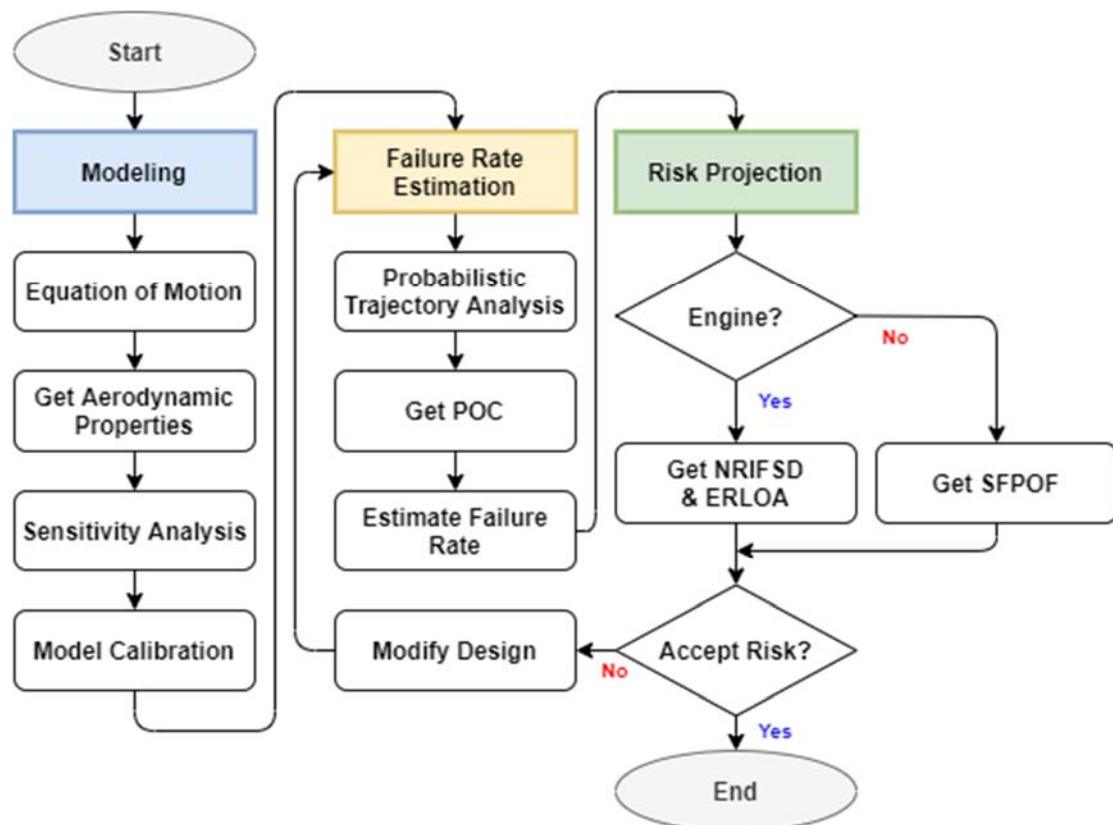 Start
Modeling
Equation of Motion
Get Aerodynamic
Properties
Sensitivity Analysis
Model Calibration
Failure Rate
Estimation
Probabilistic
Trajectory Analysis
Get POC
Estimate Failure
Rate
Modify Design
Risk Projection
Engine?
No
Yes
Get NRIFSD
& ERLOA
Get SFPOF
Accept Risk?
No
Yes
End